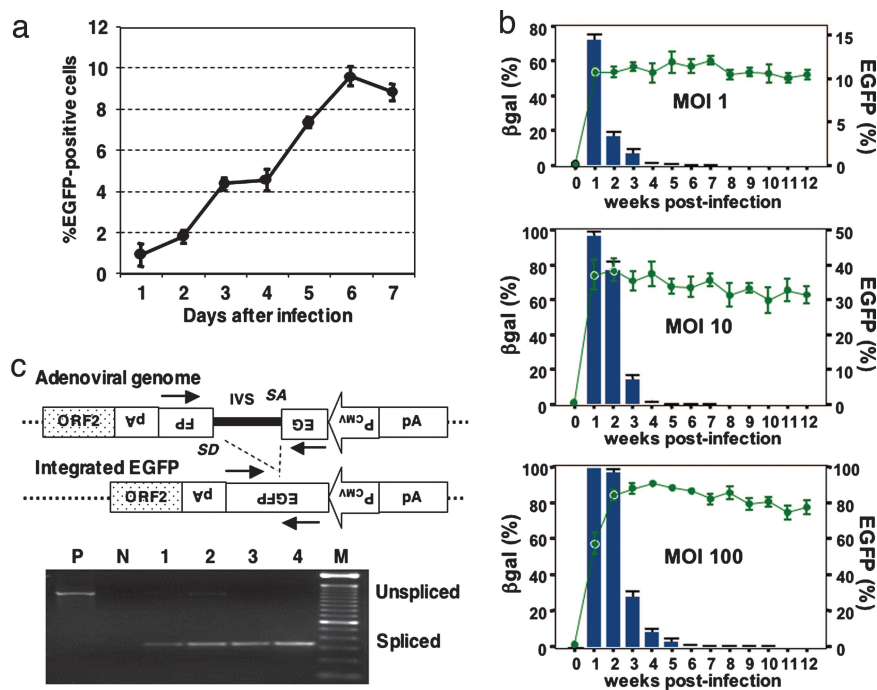 a
%EGFP-positive cells
12
10
8
6
4
2
0
1 2 3 4 5 6 7
Days after infection
b
βgal (%)
80
60
40
20
0
MOI 1
15
10
5
0
EGFP (%)
0 1 2 3 4 5 6 7 8 9 10 11 12
weeks post-infection
βgal (%)
100
80
60
40
20
0
MOI 10
50
40
30
20
10
0
EGFP (%)
0 1 2 3 4 5 6 7 8 9 10 11 12
weeks post-infection
βgal (%)
100
80
60
40
20
0
MOI 100
100
80
60
40
20
0
EGFP (%)
0 1 2 3 4 5 6 7 8 9 10 11 12
weeks post-infection
c
Adenoviral genome
IVS SA
ORF2 pA FP EG PCMV pA
SD
Integrated EGFP
ORF2 pA EGFP PCMV pA
P N 1 2 3 4 M
Unspliced
Spliced